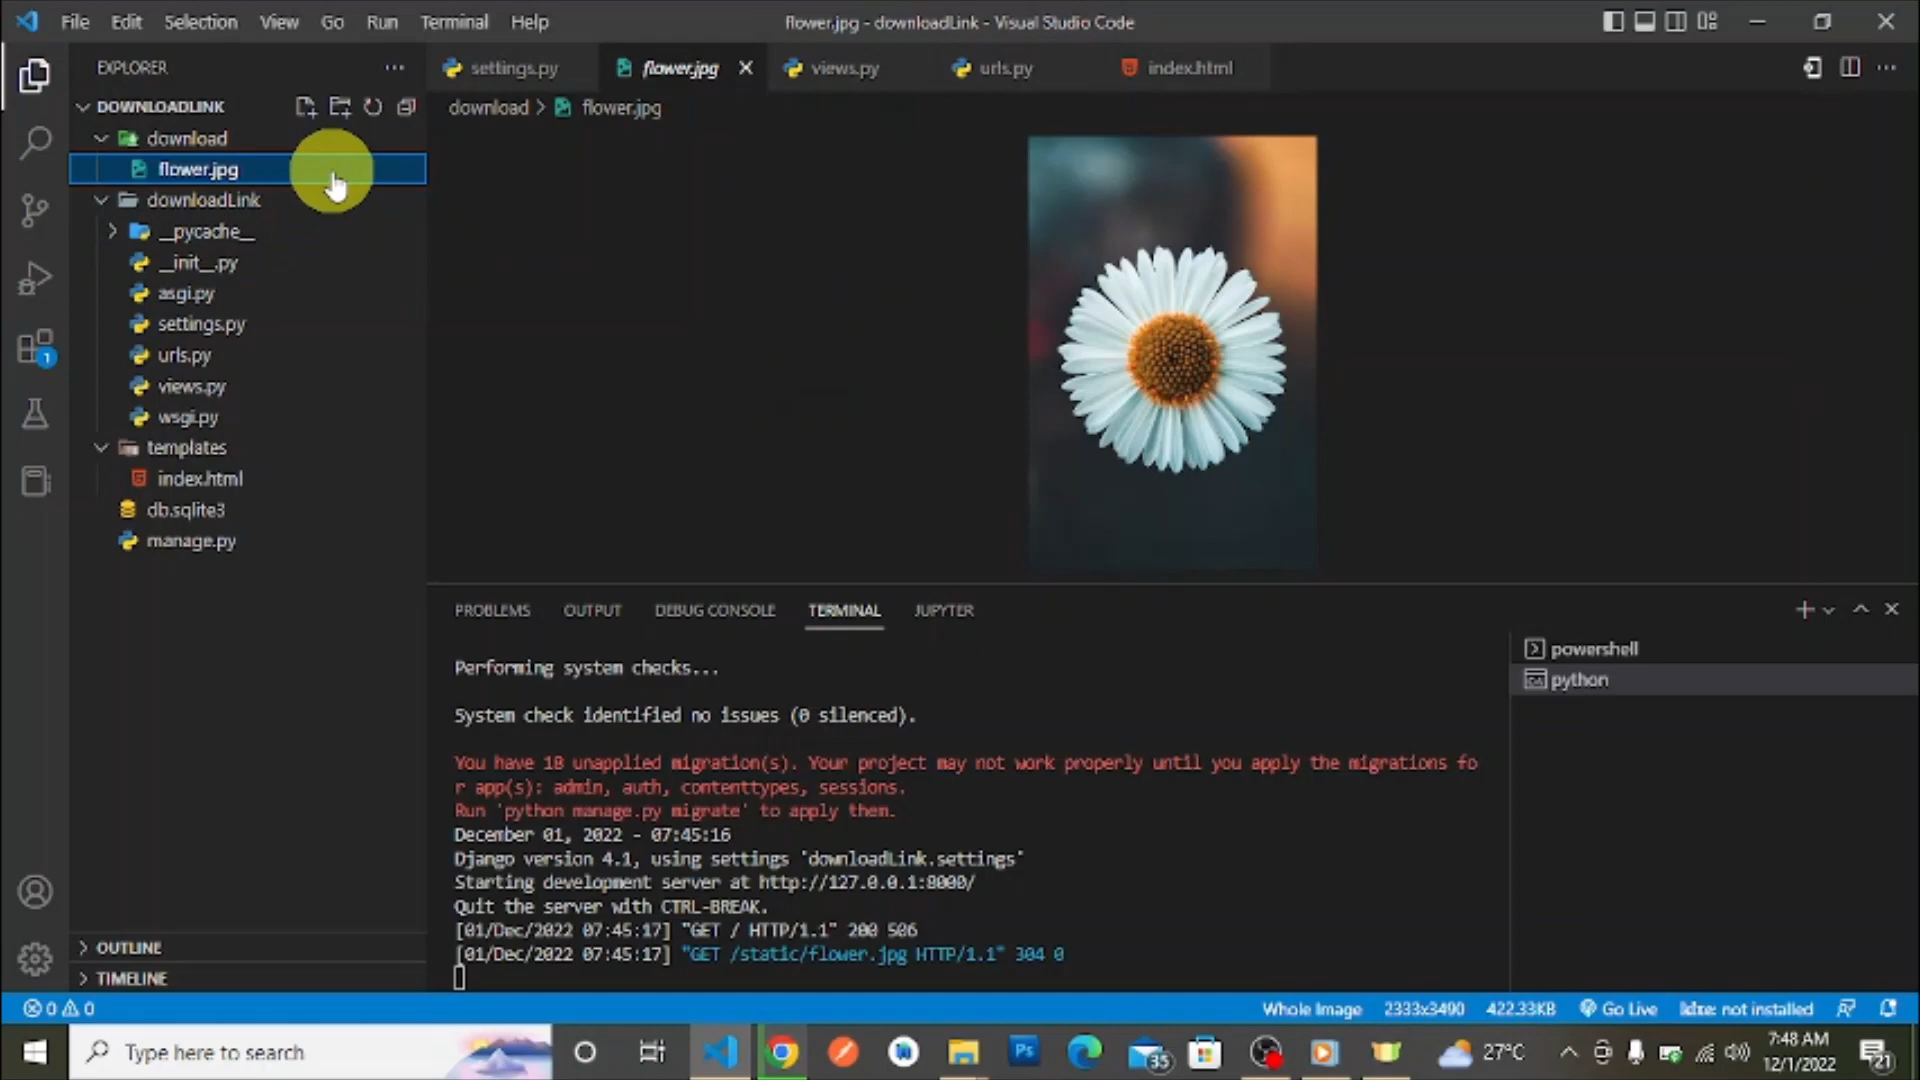 File Edit Selection View Go Run Terminal Help
flower.jpg - downloadLink - Visual Studio Code
EXPLORER
DOWNLOADLINK
download
flower.jpg
downloadLink
__pycache__
__init__.py
asgi.py
settings.py
urls.py
views.py
wsgi.py
templates
index.html
db.sqlite3
manage.py
OUTLINE
TIMELINE
settings.py
flower.jpg
views.py
urls.py
index.html
download > flower.jpg
PROBLEMS OUTPUT DEBUG CONSOLE TERMINAL JUPYTER
Performing system checks...
System check identified no issues (0 silenced).
You have 18 unapplied migration(s). Your project may not work properly until you apply the migrations fo
r app(s): admin, auth, contenttypes, sessions.
Run 'python manage.py migrate' to apply them.
December 01, 2022 - 07:45:16
Django version 4.1, using settings 'downloadLink.settings'
Starting development server at http://127.0.0.1:8000/
Quit the server with CTRL-BREAK.
[01/Dec/2022 07:45:17] "GET / HTTP/1.1" 200 506
[01/Dec/2022 07:45:17] "GET /static/flower.jpg HTTP/1.1" 304 0
powershell
python
1
0 0
Whole Image 2333x3490 422.33KB Go Live
not installed
Type here to search
Ps
35
27°C
7:48 AM
12/1/2022
21